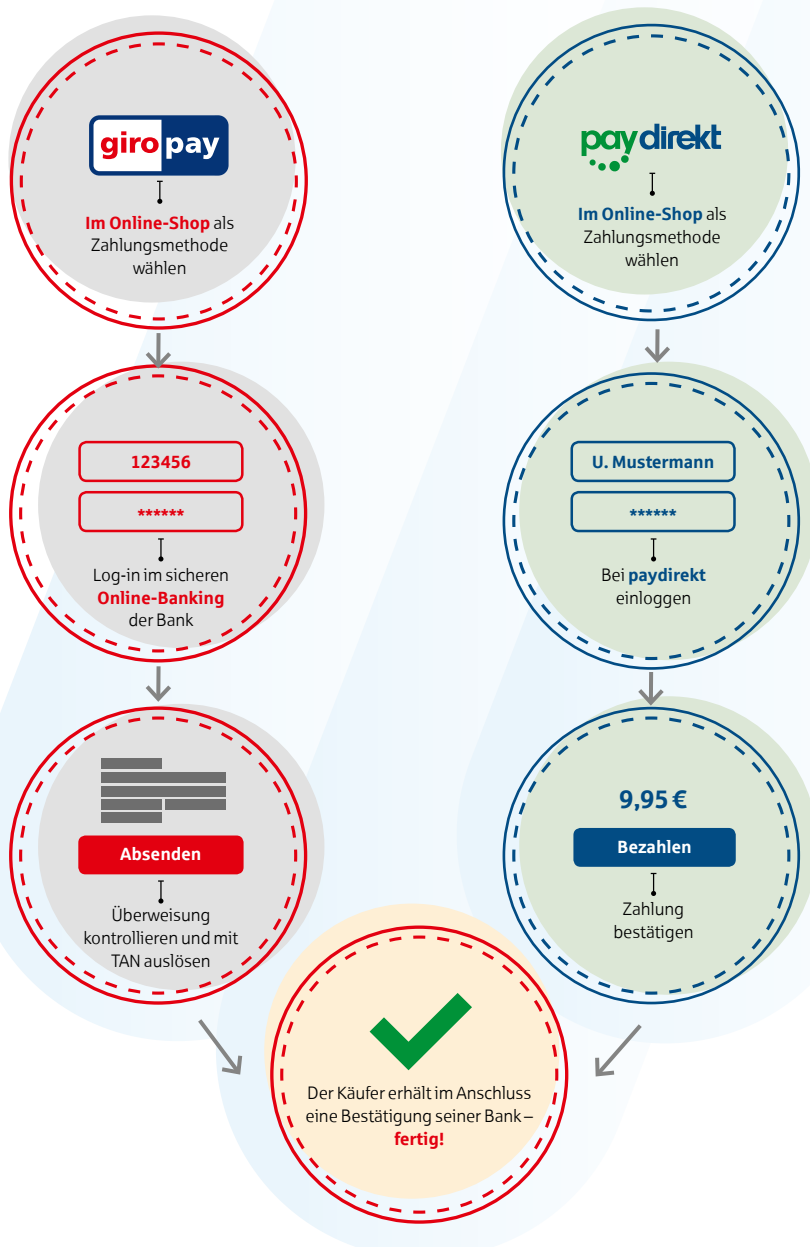 giropay
Im Online-Shop als
Zahlungsmethode
wählen
123456
******
Log-in im sicheren
Online-Banking
der Bank
Absenden
Überweisung
kontrollieren und mit
TAN auslösen
paydirekt
Im Online-Shop als
Zahlungsmethode
wählen
U. Mustermann
******
Bei paydirekt
einloggen
9,95 €
Bezahlen
Zahlung
bestätigen
Der Käufer erhält im Anschluss
eine Bestätigung seiner Bank –
fertig!